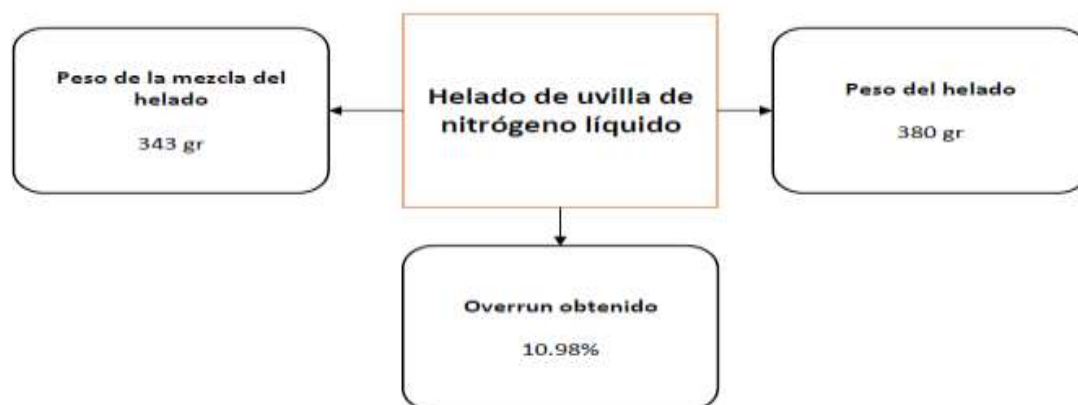 Peso de la mezcla del
helado
343 gr
Helado de uvilla de
nitrógeno líquido
Peso del helado
380 gr
Overrun obtenido
10.98%